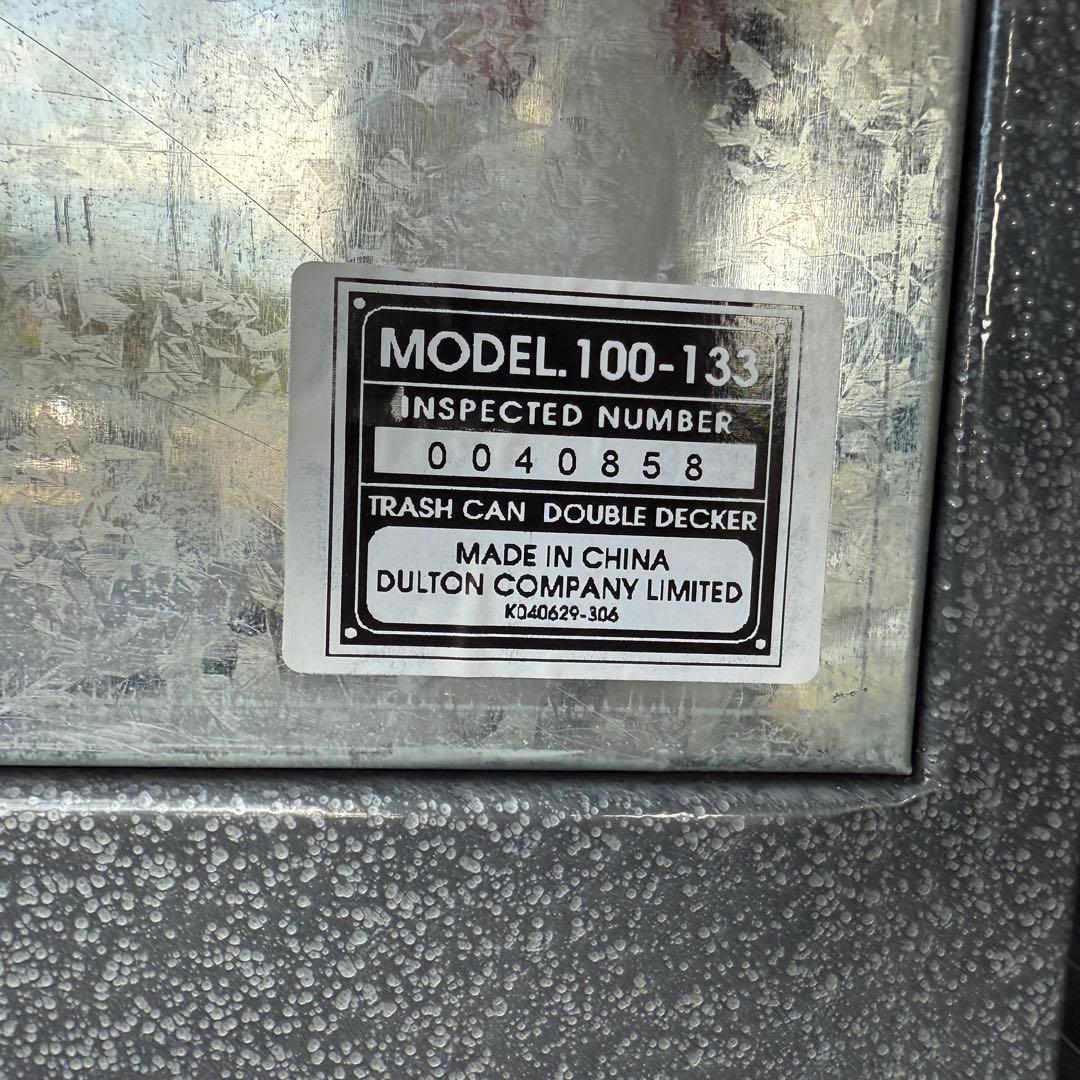 MODEL.100-133
INSPECTED NUMBER
0040858
TRASH CAN DOUBLE DECKER
MADE IN CHINA
DULTON COMPANY LIMITED
K040629-306